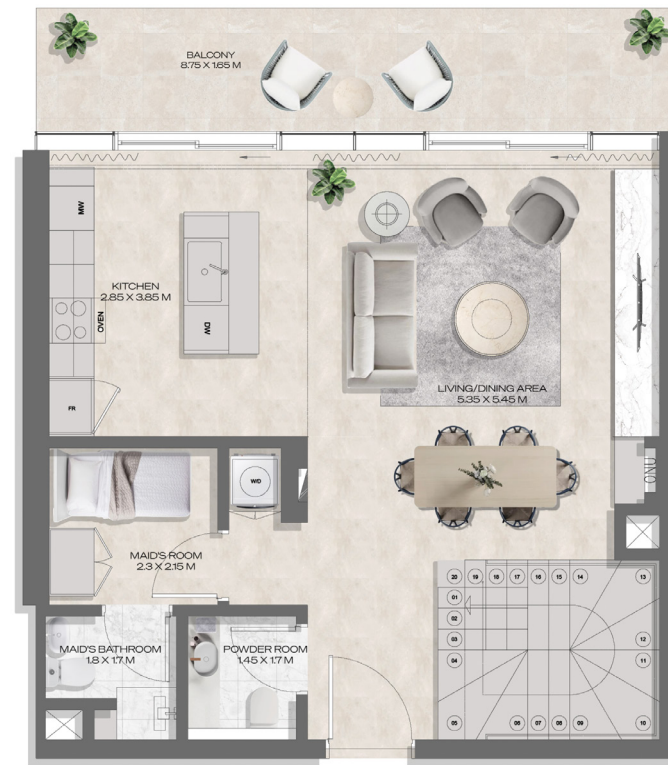 BALCONY
8.75 X 1.65 M
MW
KITCHEN
2.85 X 3.85 M
OVEN
DW
FR
LIVING/DINING AREA
5.35 X 5.45 M
W/D
ONU
MAID'S ROOM
2.3 X 2.15 M
20 19 18 17 16 15 14 13
01
02
03 12
04 11
05 06 07 08 09 10
MAID'S BATHROOM
1.8 X 1.7 M
POWDER ROOM
1.45 X 1.7 M